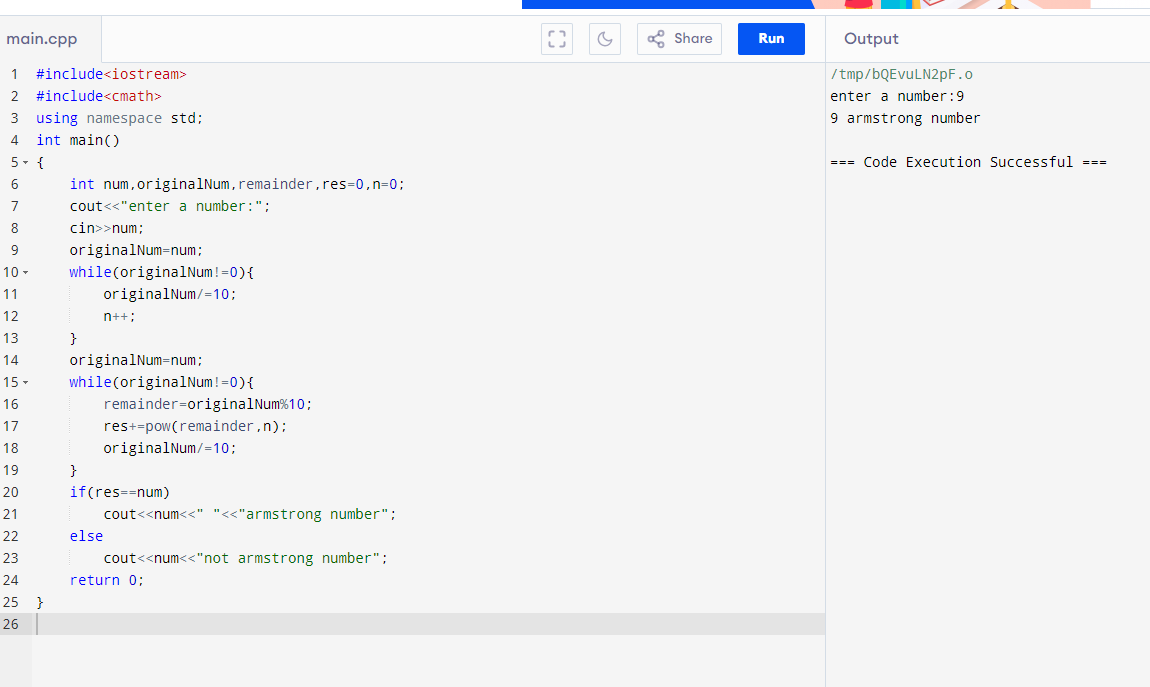 main.cpp
Share
Run
Output
1 #include<iostream>
2 #include<cmath>
3 using namespace std;
4 int main()
5 {
6     int num,originalNum,remainder,res=0,n=0;
7     cout<<"enter a number:";
8     cin>>num;
9     originalNum=num;
10     while(originalNum!=0){
11         originalNum/=10;
12         n++;
13     }
14     originalNum=num;
15     while(originalNum!=0){
16         remainder=originalNum%10;
17         res+=pow(remainder,n);
18         originalNum/=10;
19     }
20     if(res==num)
21         cout<<num<<" "<<"armstrong number";
22     else
23         cout<<num<<"not armstrong number";
24     return 0;
25 }
26
/tmp/bQEvuLN2pF.o
enter a number:9
9 armstrong number
=== Code Execution Successful ===